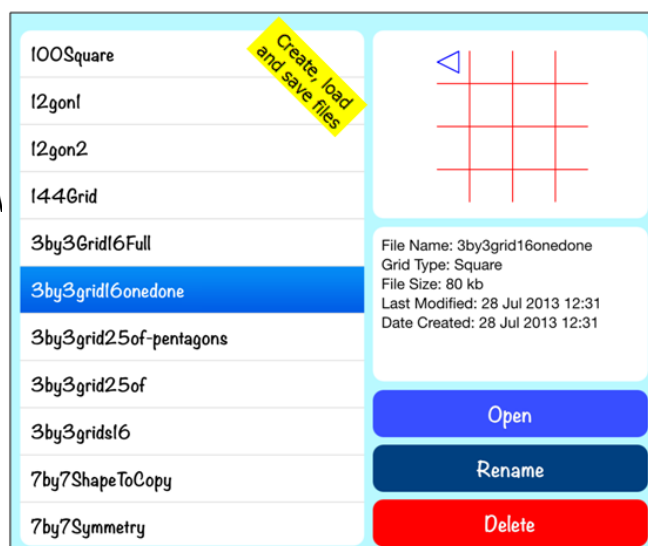 100Square
Create, load
and save files
12gon1
12gon2
144Grid
3by3Grid16Full
3by3grid16onedone
3by3grid25of-pentagons
3by3grid25of
3by3grids16
7by7ShapeToCopy
7by7Symmetry
File Name: 3by3grid16onedone
Grid Type: Square
File Size: 80 kb
Last Modified: 28 Jul 2013 12:31
Date Created: 28 Jul 2013 12:31
Open
Rename
Delete